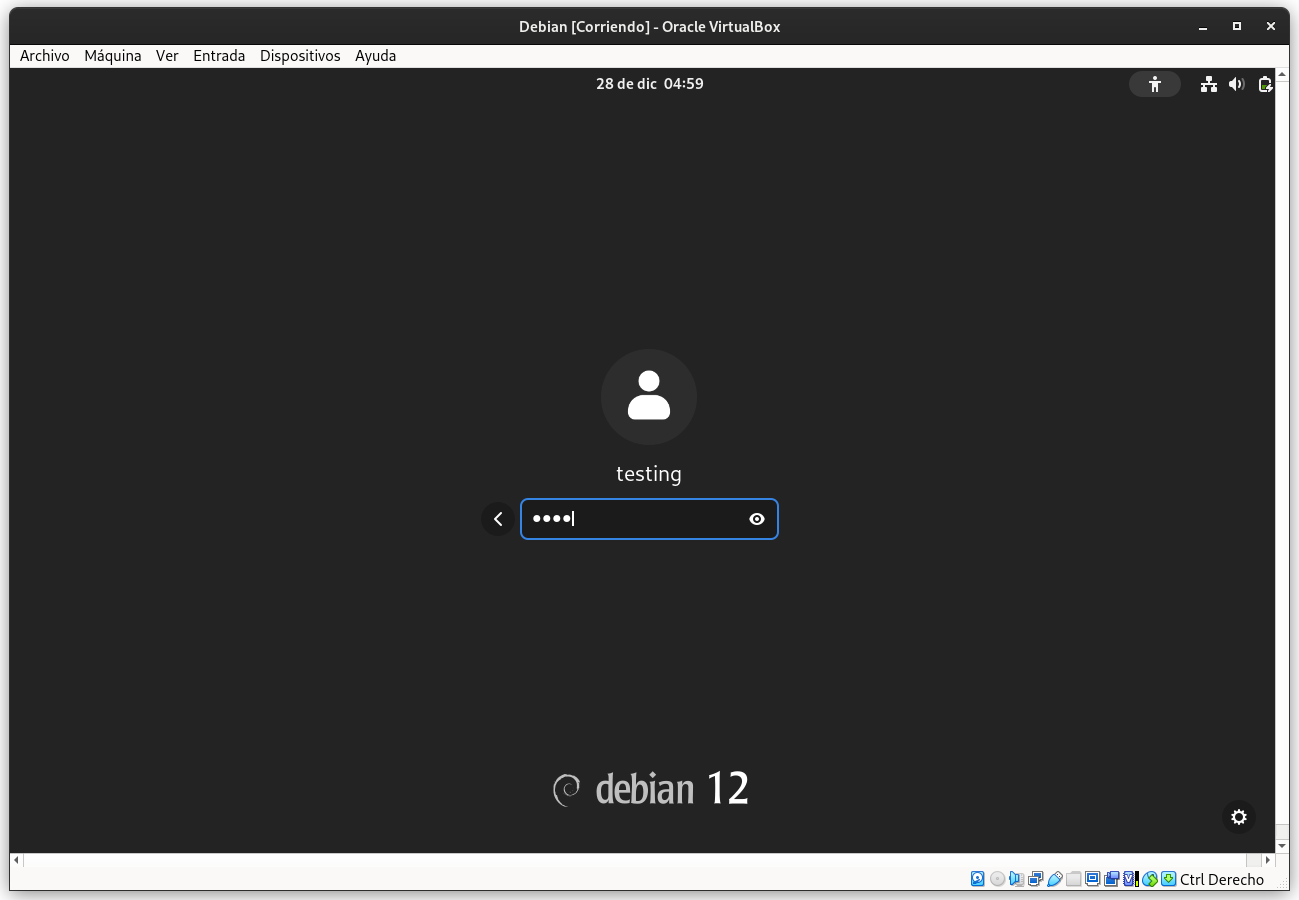 Debian [Corriendo] - Oracle VirtualBox
Archivo Máquina Ver Entrada Dispositivos Ayuda
28 de dic 04:59
testing
debian 12
Ctrl Derecho